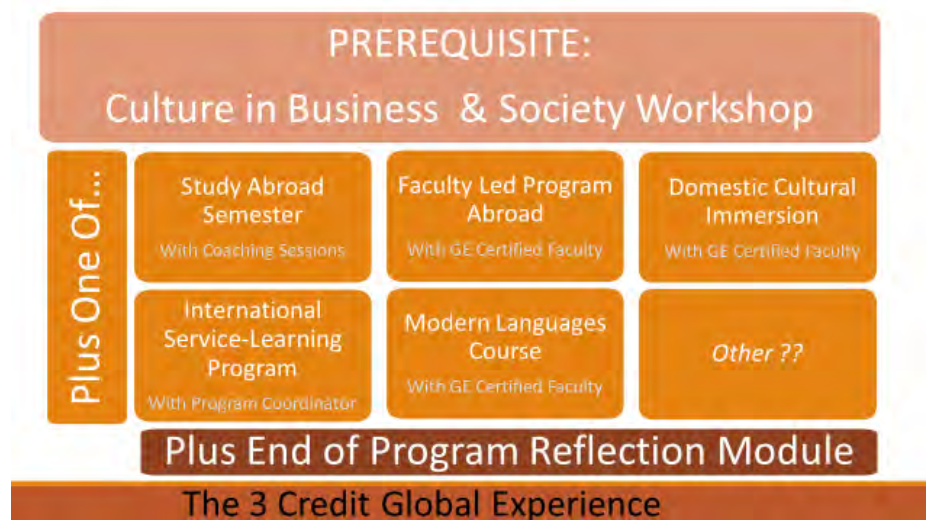 PREREQUISITE:
Culture in Business & Society Workshop
Plus One Of...
Study Abroad
Semester
With Coaching Sessions
Faculty Led Program
Abroad
With GE Certified Faculty
Domestic Cultural
Immersion
With GE Certified Faculty
International
Service-Learning
Program
With Program Coordinator
Modern Languages
Course
With GE Certified Faculty
Other ??
Plus End of Program Reflection Module
The 3 Credit Global Experience